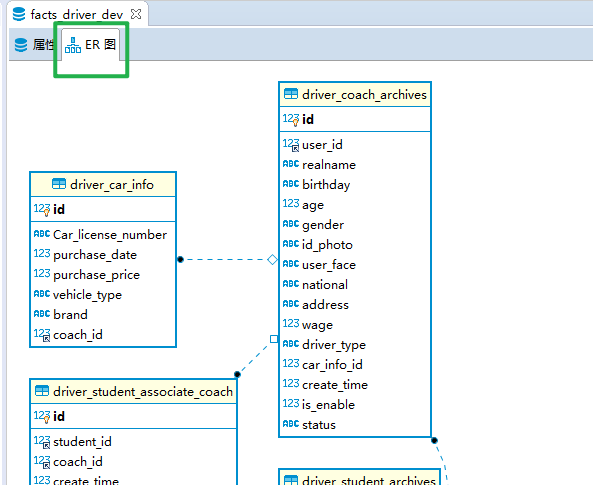 facts_driver_dev
属性
ER 图
driver_coach_archives
123 id
123 user_id
ABC realname
ABC birthday
123 age
ABC gender
ABC id_photo
ABC user_face
ABC national
ABC address
123 wage
ABC driver_type
123 car_info_id
123 create_time
123 is_enable
ABC status
driver_car_info
123 id
ABC Car_license_number
123 purchase_date
123 purchase_price
ABC vehicle_type
ABC brand
123 coach_id
driver_student_associate_coach
123 id
123 student_id
123 coach_id
123 create_time
driver_student_archives